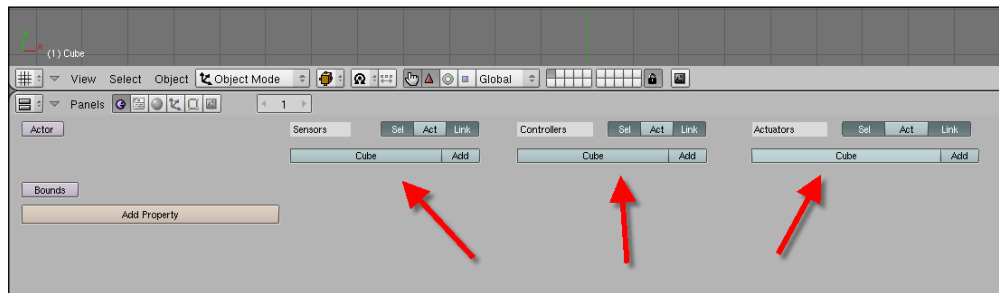 (1) Cube
View Select Object Object Mode Global
Panels 1
Actor Sensors Sel Act Link Controllers Sel Act Link Actuators Sel Act Link
Cube Add Cube Add Cube Add
Bounds
Add Property